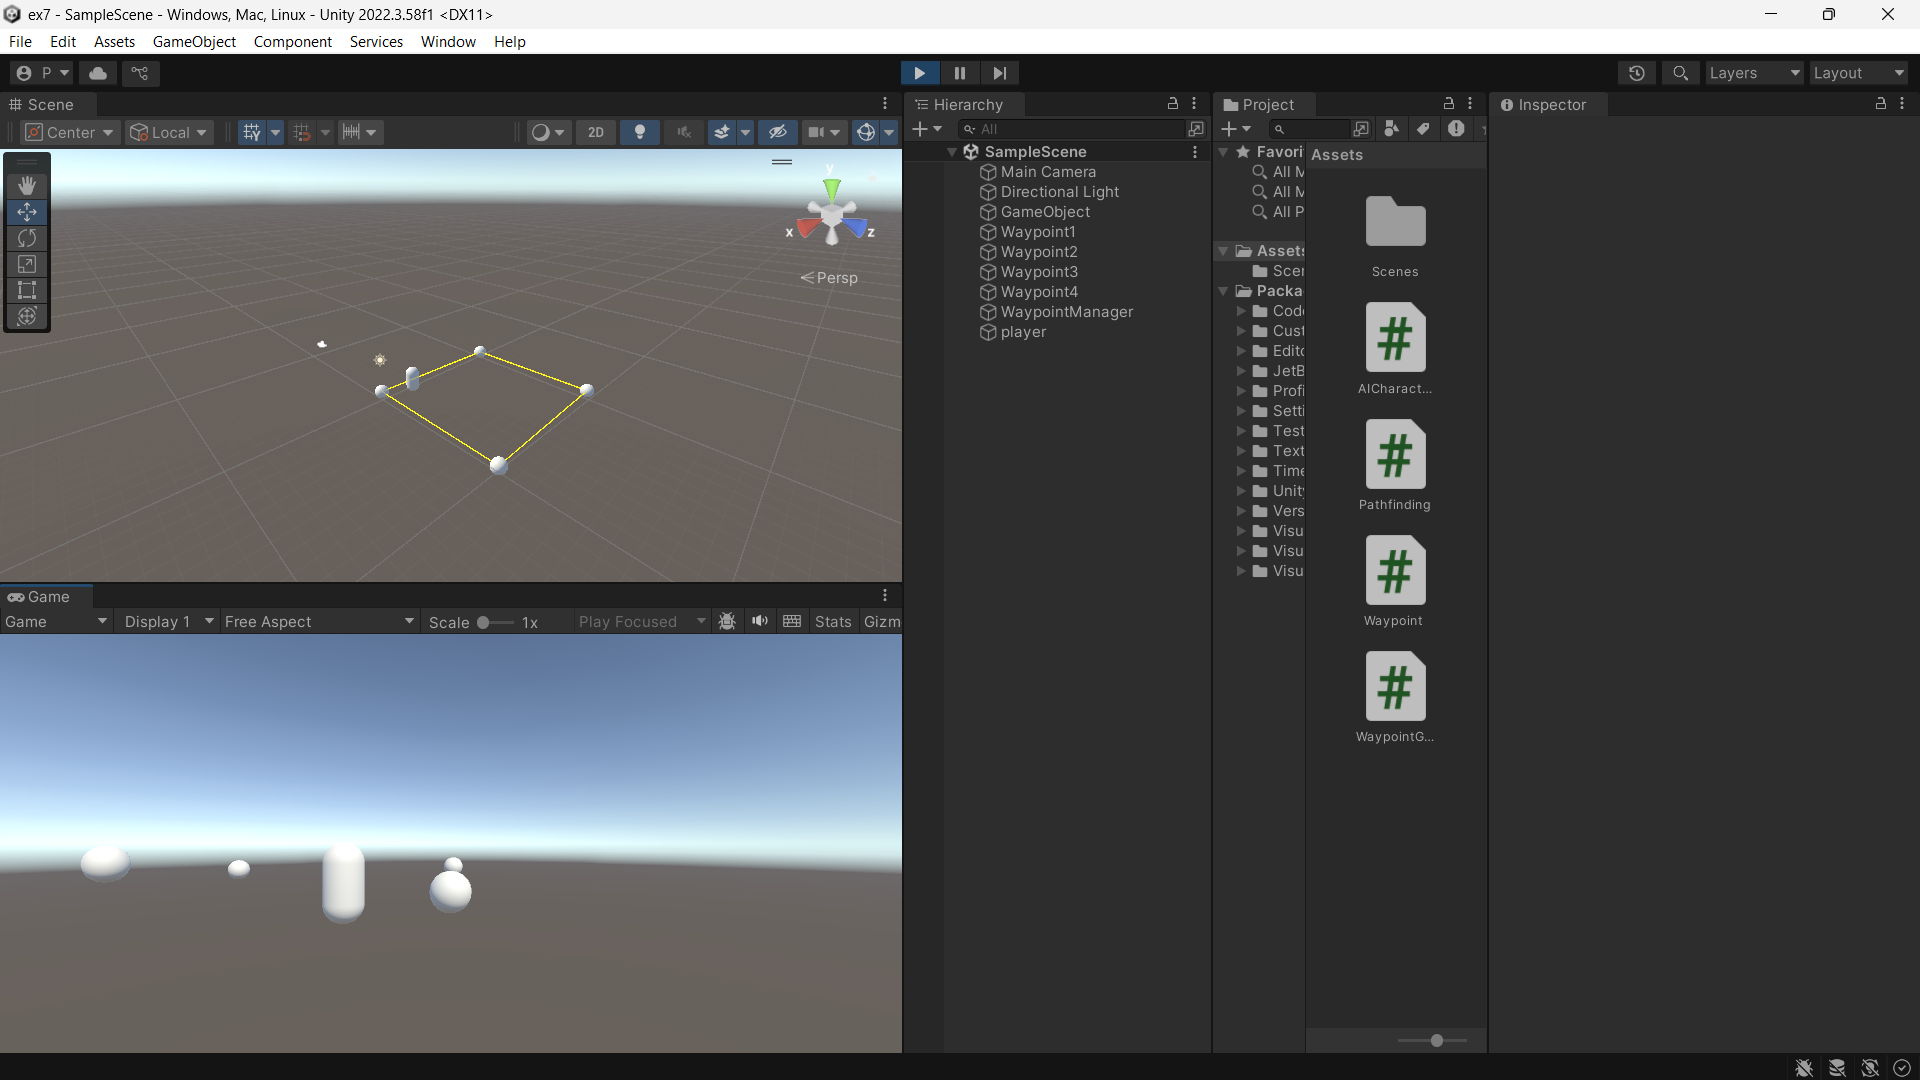 ex7 - SampleScene - Windows, Mac, Linux - Unity 2022.3.58f1 <DX11>
File Edit Assets GameObject Component Services Window Help
P Layers Layout
Scene
Center Local 2D
y
x z
Persp
Game
Game Display 1 Free Aspect Scale 1x Play Focused Stats Gizm
Hierarchy
All
SampleScene
Main Camera
Directional Light
GameObject
Waypoint1
Waypoint2
Waypoint3
Waypoint4
WaypointManager
player
Project
Favori
All M
All M
All P
Assets
Scen
Packa
Code
Cust
Edito
JetB
Profi
Setti
Test
Text
Time
Unity
Vers
Visu
Visu
Visu
Assets
Scenes
AICharact...
Pathfinding
Waypoint
WaypointG...
Inspector